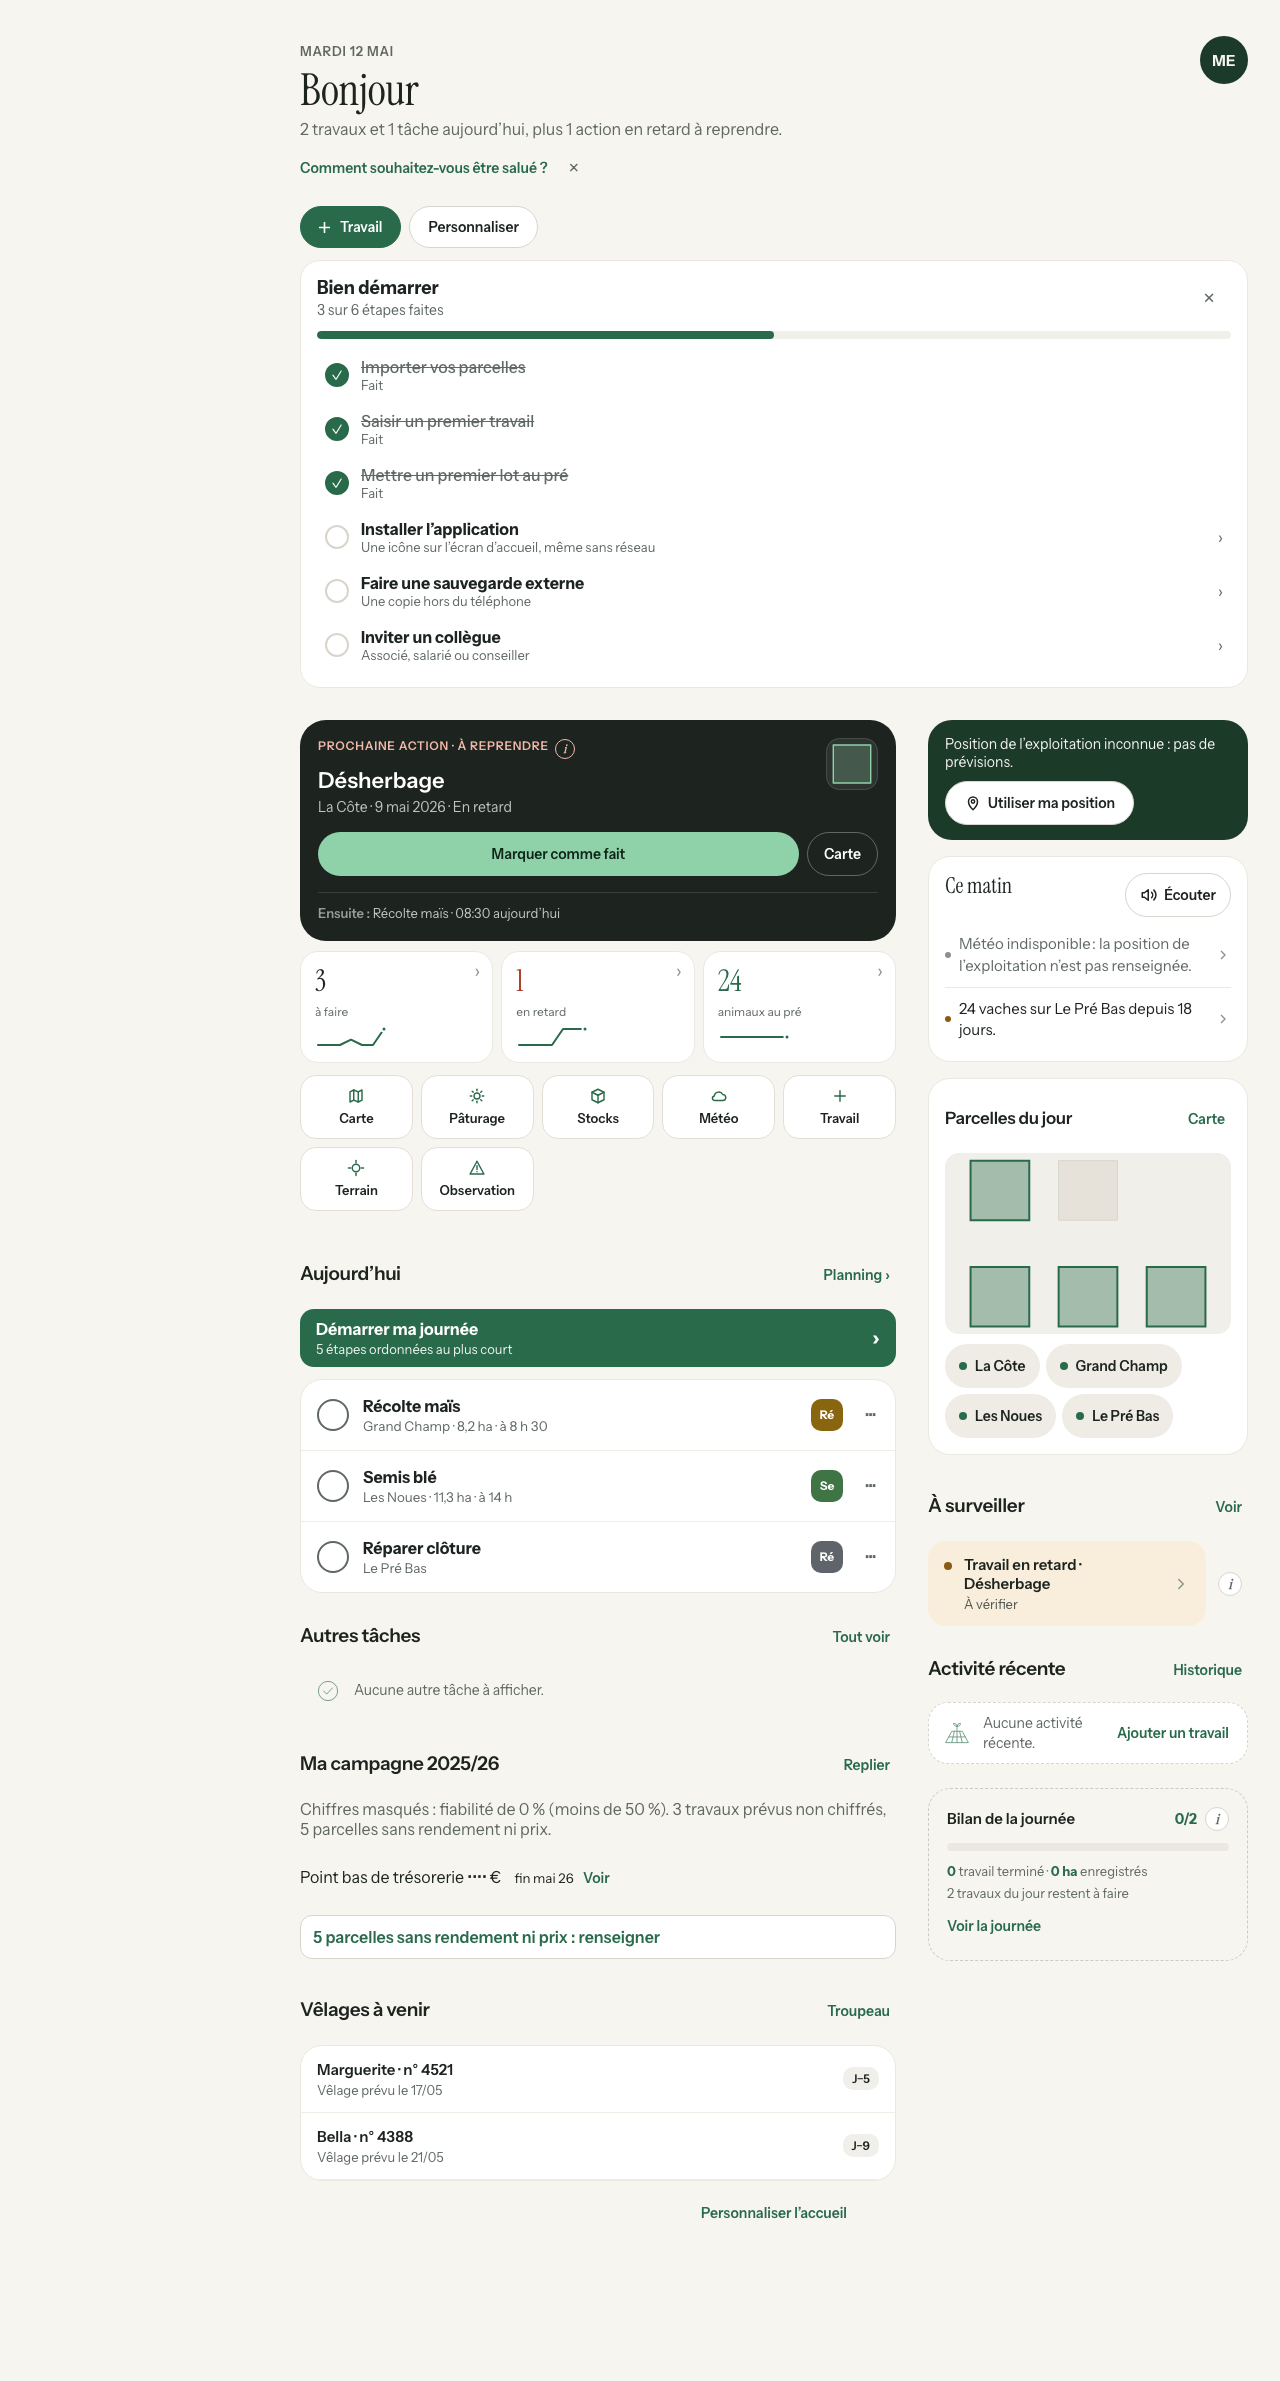 MARDI 12 MAI
Bonjour
2 travaux et 1 tâche aujourd’hui, plus 1 action en retard à reprendre.
Comment souhaitez-vous être salué ? ×
ME
+ Travail
Personnaliser
Bien démarrer
3 sur 6 étapes faites
×
Importer vos parcelles
Fait
Saisir un premier travail
Fait
Mettre un premier lot au pré
Fait
Installer l’application
Une icône sur l’écran d’accueil, même sans réseau
›
Faire une sauvegarde externe
Une copie hors du téléphone
›
Inviter un collègue
Associé, salarié ou conseiller
›
PROCHAINE ACTION · À REPRENDRE i
Désherbage
La Côte · 9 mai 2026 · En retard
Marquer comme fait
Carte
Ensuite : Récolte maïs · 08:30 aujourd’hui
3 ›
à faire
1 ›
en retard
24 ›
animaux au pré
Carte
Pâturage
Stocks
Météo
Travail
Terrain
Observation
Aujourd’hui
Planning ›
Démarrer ma journée
5 étapes ordonnées au plus court
›
Récolte maïs
Grand Champ · 8,2 ha · à 8 h 30
Ré
···
Semis blé
Les Noues · 11,3 ha · à 14 h
Se
···
Réparer clôture
Le Pré Bas
Ré
···
Autres tâches
Tout voir
Aucune autre tâche à afficher.
Ma campagne 2025/26
Replier
Chiffres masqués : fiabilité de 0 % (moins de 50 %). 3 travaux prévus non chiffrés,
5 parcelles sans rendement ni prix.
Point bas de trésorerie ···· € fin mai 26 Voir
5 parcelles sans rendement ni prix : renseigner
Vêlages à venir
Troupeau
Marguerite · n° 4521
Vêlage prévu le 17/05
J−5
Bella · n° 4388
Vêlage prévu le 21/05
J−9
Personnaliser l’accueil
Position de l’exploitation inconnue : pas de
prévisions.
Utiliser ma position
Ce matin
Écouter
Météo indisponible : la position de
l’exploitation n’est pas renseignée.
24 vaches sur Le Pré Bas depuis 18
jours.
Parcelles du jour
Carte
La Côte
Grand Champ
Les Noues
Le Pré Bas
À surveiller
Voir
Travail en retard ·
Désherbage
À vérifier
i
Activité récente
Historique
Aucune activité
récente.
Ajouter un travail
Bilan de la journée
0/2 i
0 travail terminé · 0 ha enregistrés
2 travaux du jour restent à faire
Voir la journée